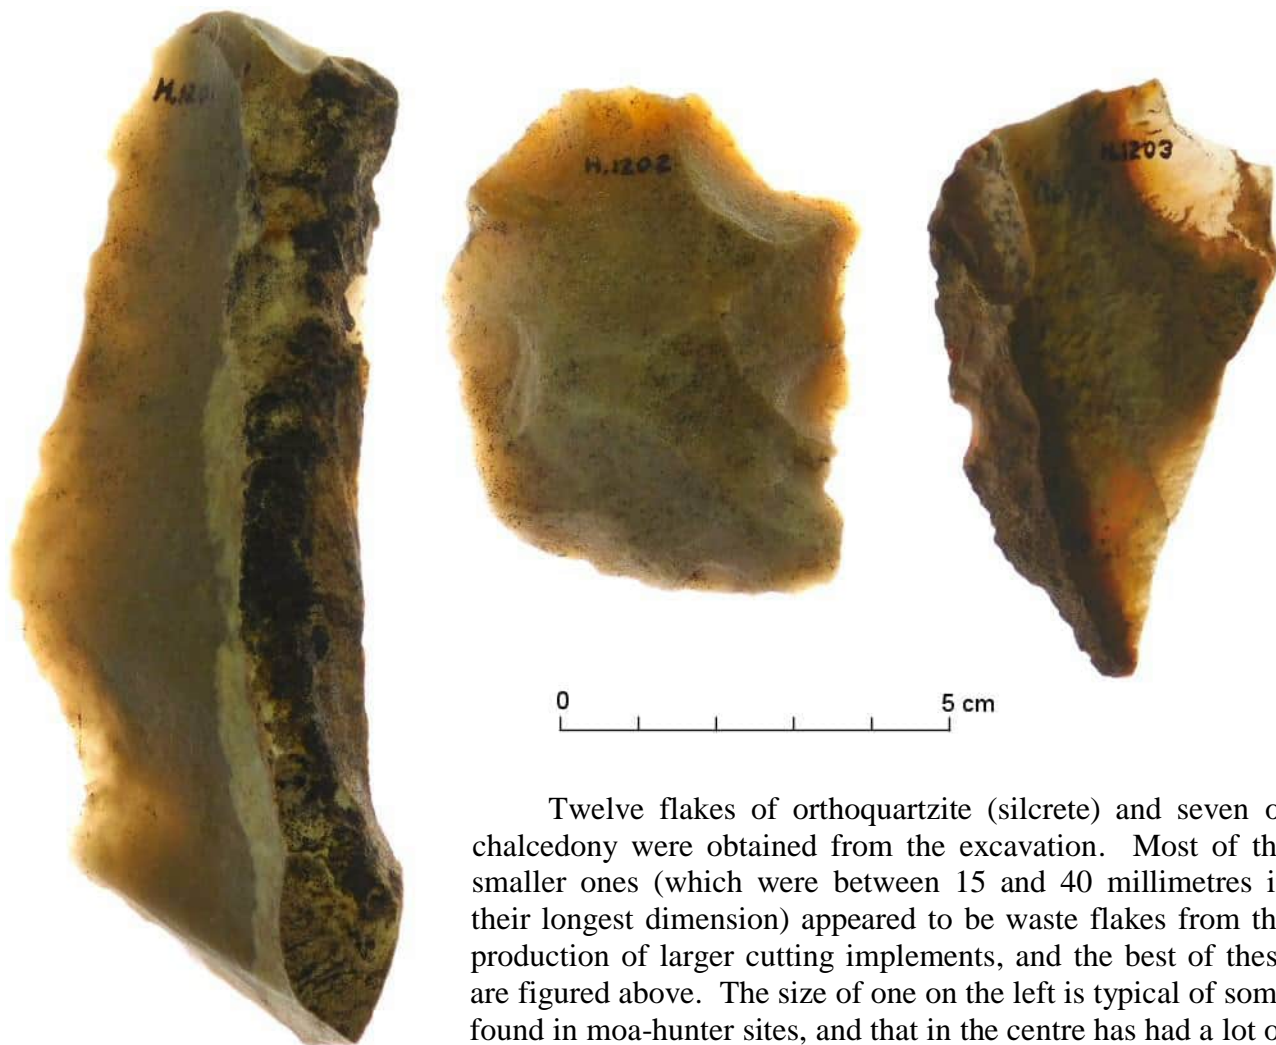 H.120
H.1202
H.1203
0 5 cm
Twelve flakes of orthoquartzite (silcrete) and seven o
chalcedony were obtained from the excavation. Most of th
smaller ones (which were between 15 and 40 millimetres i
their longest dimension) appeared to be waste flakes from th
production of larger cutting implements, and the best of thes
are figured above. The size of one on the left is typical of som
found in moa-hunter sites, and that in the centre has had a lot o